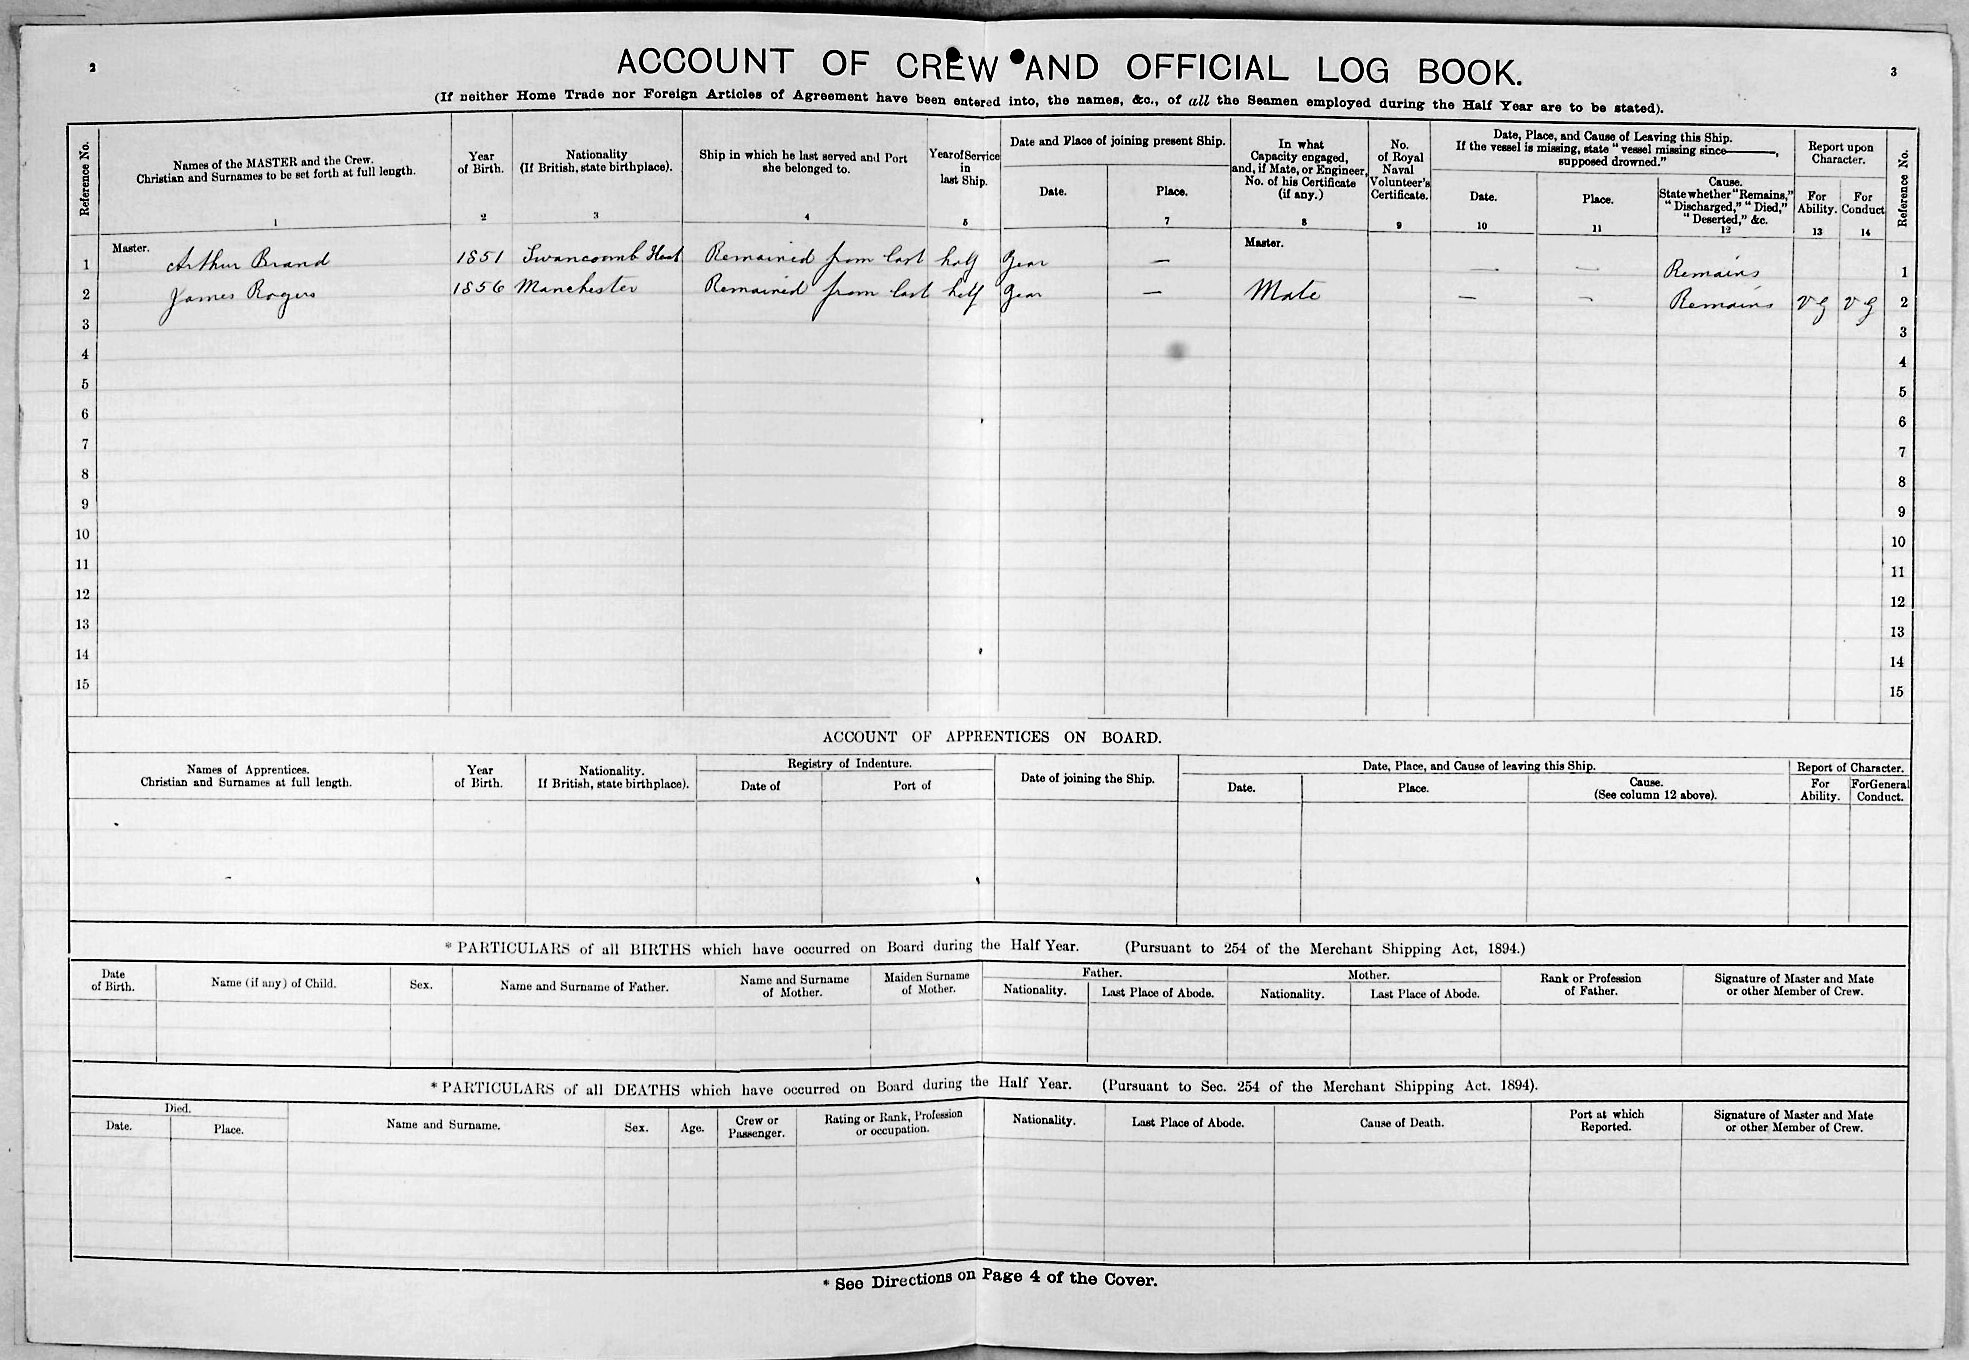 2
3
ACCOUNT OF CREW AND OFFICIAL LOG BOOK.
(If neither Home Trade nor Foreign Articles of Agreement have been entered into, the names, &c., of all the Seamen employed during the Half Year are to be stated).
Reference No.
Names of the MASTER and the Crew.
Christian and Surnames to be set forth at full length.
1
Year
of Birth.
2
Nationality
(If British, state birthplace).
3
Ship in which he last served and Port
she belonged to.
4
Year of Service
in
last Ship.
5
Date and Place of joining present Ship.
Date.
Place.
7
In what
Capacity engaged,
and, if Mate, or Engineer,
No. of his Certificate
(if any.)
8
No.
of Royal
Naval
Volunteer's
Certificate.
9
Date, Place, and Cause of Leaving this Ship.
If the vessel is missing, state "vessel missing since———,
supposed drowned."
Date.
10
Place.
11
Cause.
State whether "Remains,"
"Discharged," "Died,"
"Deserted," &c.
12
Report upon
Character.
For
Ability.
13
For
Conduct
14
Reference No.
1 Master. Arthur Brand 1851 Swanscomb Remained from last half year — Master. — — Remains 1
2 James Rogers 1856 Manchester Remained from last half year — Mate — — Remains VG VG 2
3 3
4 4
5 5
6 6
7 7
8 8
9 9
10 10
11 11
12 12
13 13
14 14
15 15
ACCOUNT OF APPRENTICES ON BOARD.
Names of Apprentices.
Christian and Surnames at full length.
Year
of Birth.
Nationality.
If British, state birthplace).
Registry of Indenture.
Date of
Port of
Date of joining the Ship.
Date, Place, and Cause of leaving this Ship.
Date.
Place.
Cause.
(See column 12 above).
Report of Character.
For
Ability.
For General
Conduct.
* PARTICULARS of all BIRTHS which have occurred on Board during the Half Year. (Pursuant to 254 of the Merchant Shipping Act, 1894.)
Date
of Birth.
Name (if any) of Child.
Sex.
Name and Surname of Father.
Name and Surname
of Mother.
Maiden Surname
of Mother.
Father.
Nationality.
Last Place of Abode.
Mother.
Nationality.
Last Place of Abode.
Rank or Profession
of Father.
Signature of Master and Mate
or other Member of Crew.
* PARTICULARS of all DEATHS which have occurred on Board during the Half Year. (Pursuant to Sec. 254 of the Merchant Shipping Act. 1894).
Died.
Date.
Place.
Name and Surname.
Sex.
Age.
Crew or
Passenger.
Rating or Rank, Profession
or occupation.
Nationality.
Last Place of Abode.
Cause of Death.
Port at which
Reported.
Signature of Master and Mate
or other Member of Crew.
* See Directions on Page 4 of the Cover.